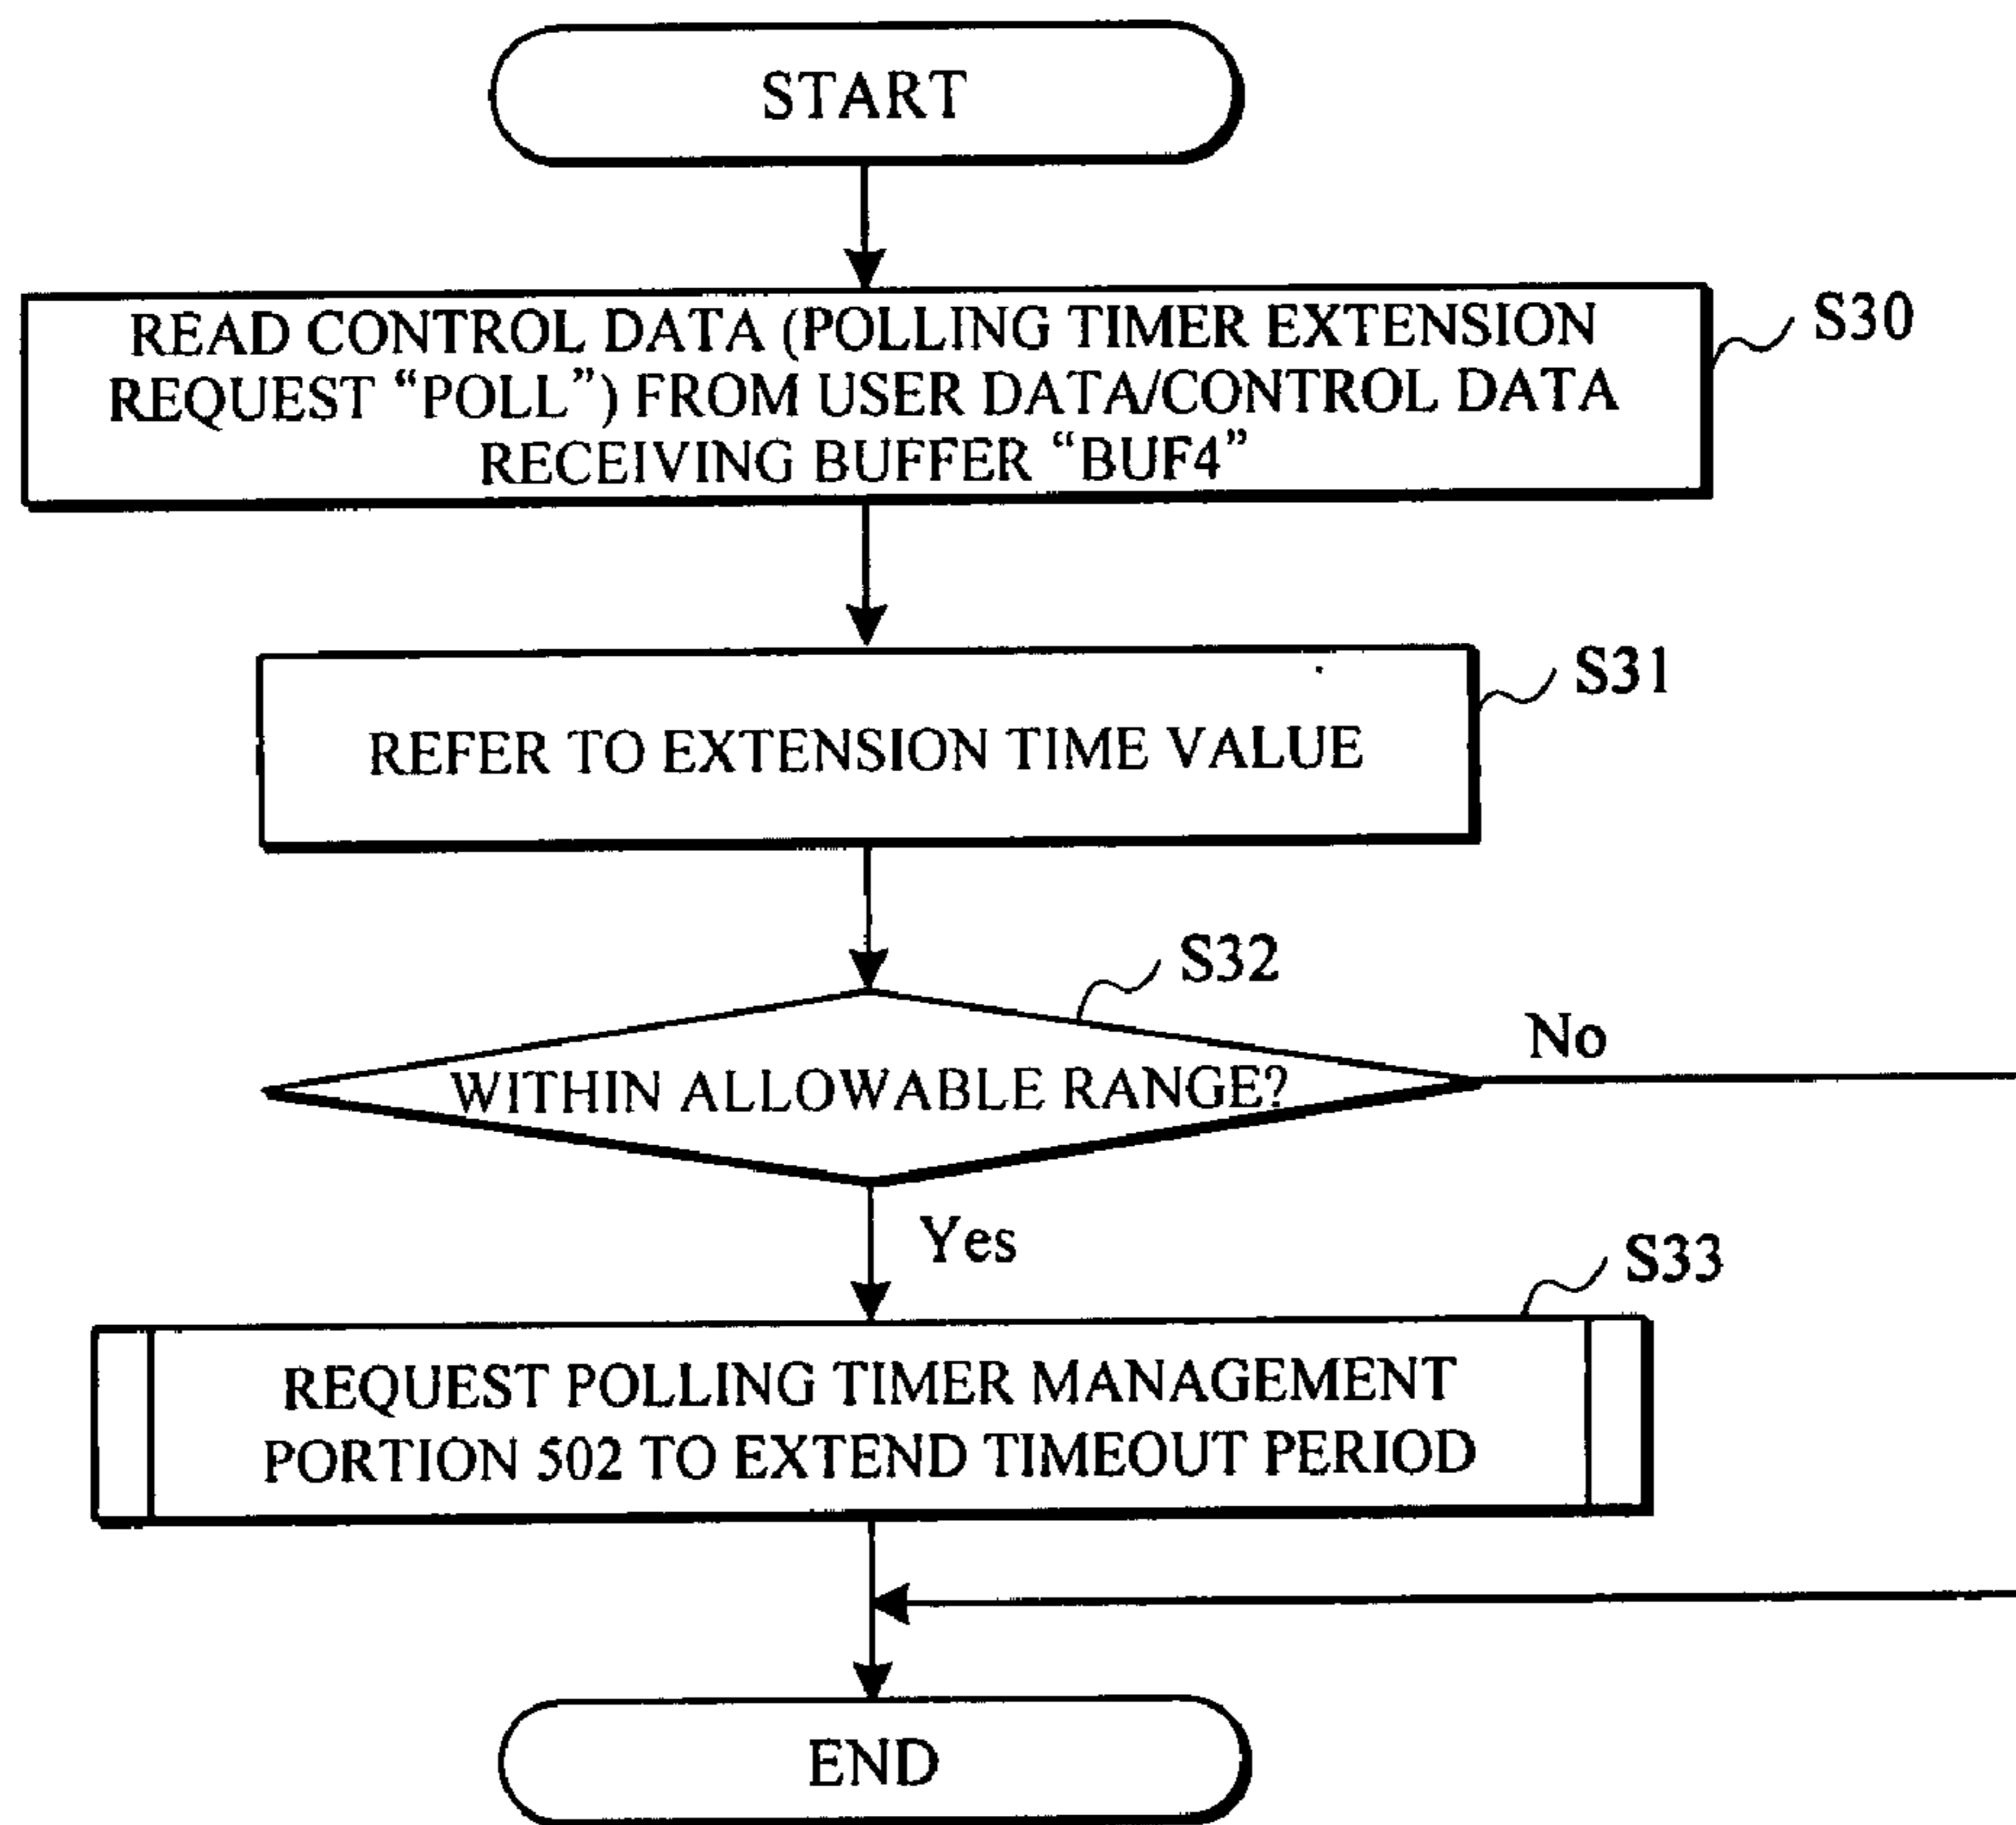 START
READ CONTROL DATA (POLLING TIMER EXTENSION
REQUEST “POLL”) FROM USER DATA/CONTROL DATA
RECEIVING BUFFER “BUF4”
S30
REFER TO EXTENSION TIME VALUE
S31
S32
WITHIN ALLOWABLE RANGE?
No
Yes
S33
REQUEST POLLING TIMER MANAGEMENT
PORTION 502 TO EXTEND TIMEOUT PERIOD
END